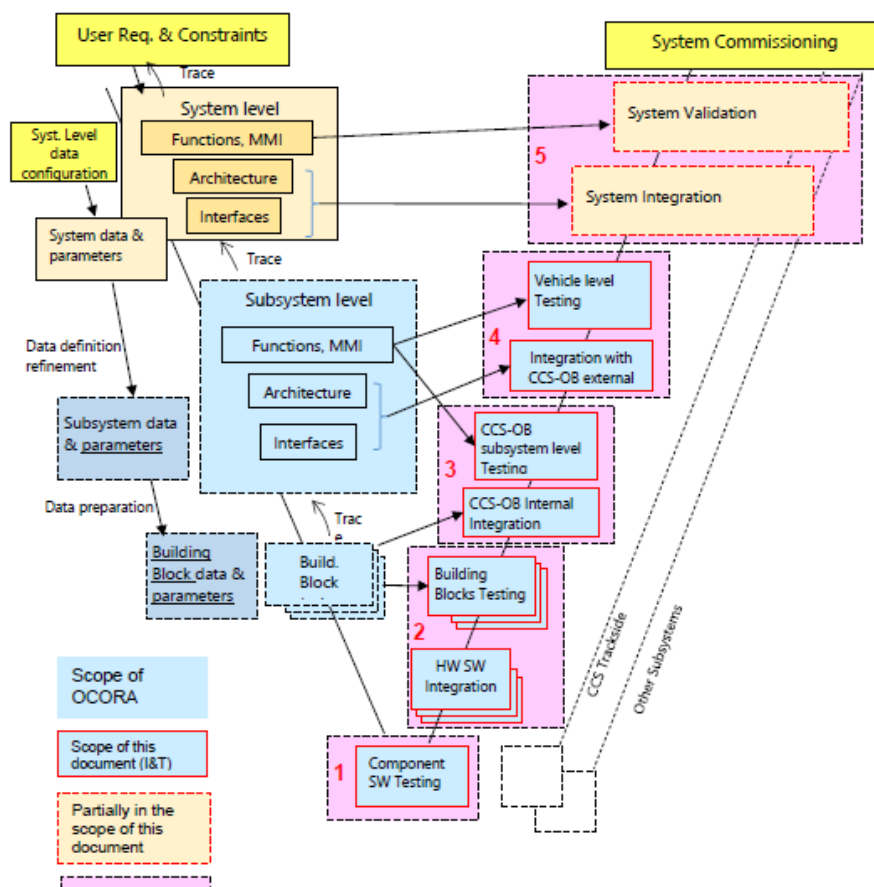 User Req. & Constraints
System Commissioning
Trace
System level
Functions, MMI
Architecture
Interfaces
Syst. Level
data
configuration
System data &
parameters
Trace
System Validation
5
System Integration
Subsystem level
Functions, MMI
Architecture
Interfaces
Vehicle level
Testing
4
Integration with
CCS-OB external
Data definition
refinement
Subsystem data
& parameters
CCS-OB
subsystem level
Testing
3
CCS-OB Internal
Integration
Data preparation
Trac
e
Building
Block data &
parameters
Build.
Block
Building
Blocks Testing
2
HW SW
Integration
CCS Trackside
Other Subsystems
1
Component
SW Testing
Scope of
OCORA
Scope of this
document (I&T)
Partially in the
scope of this
document